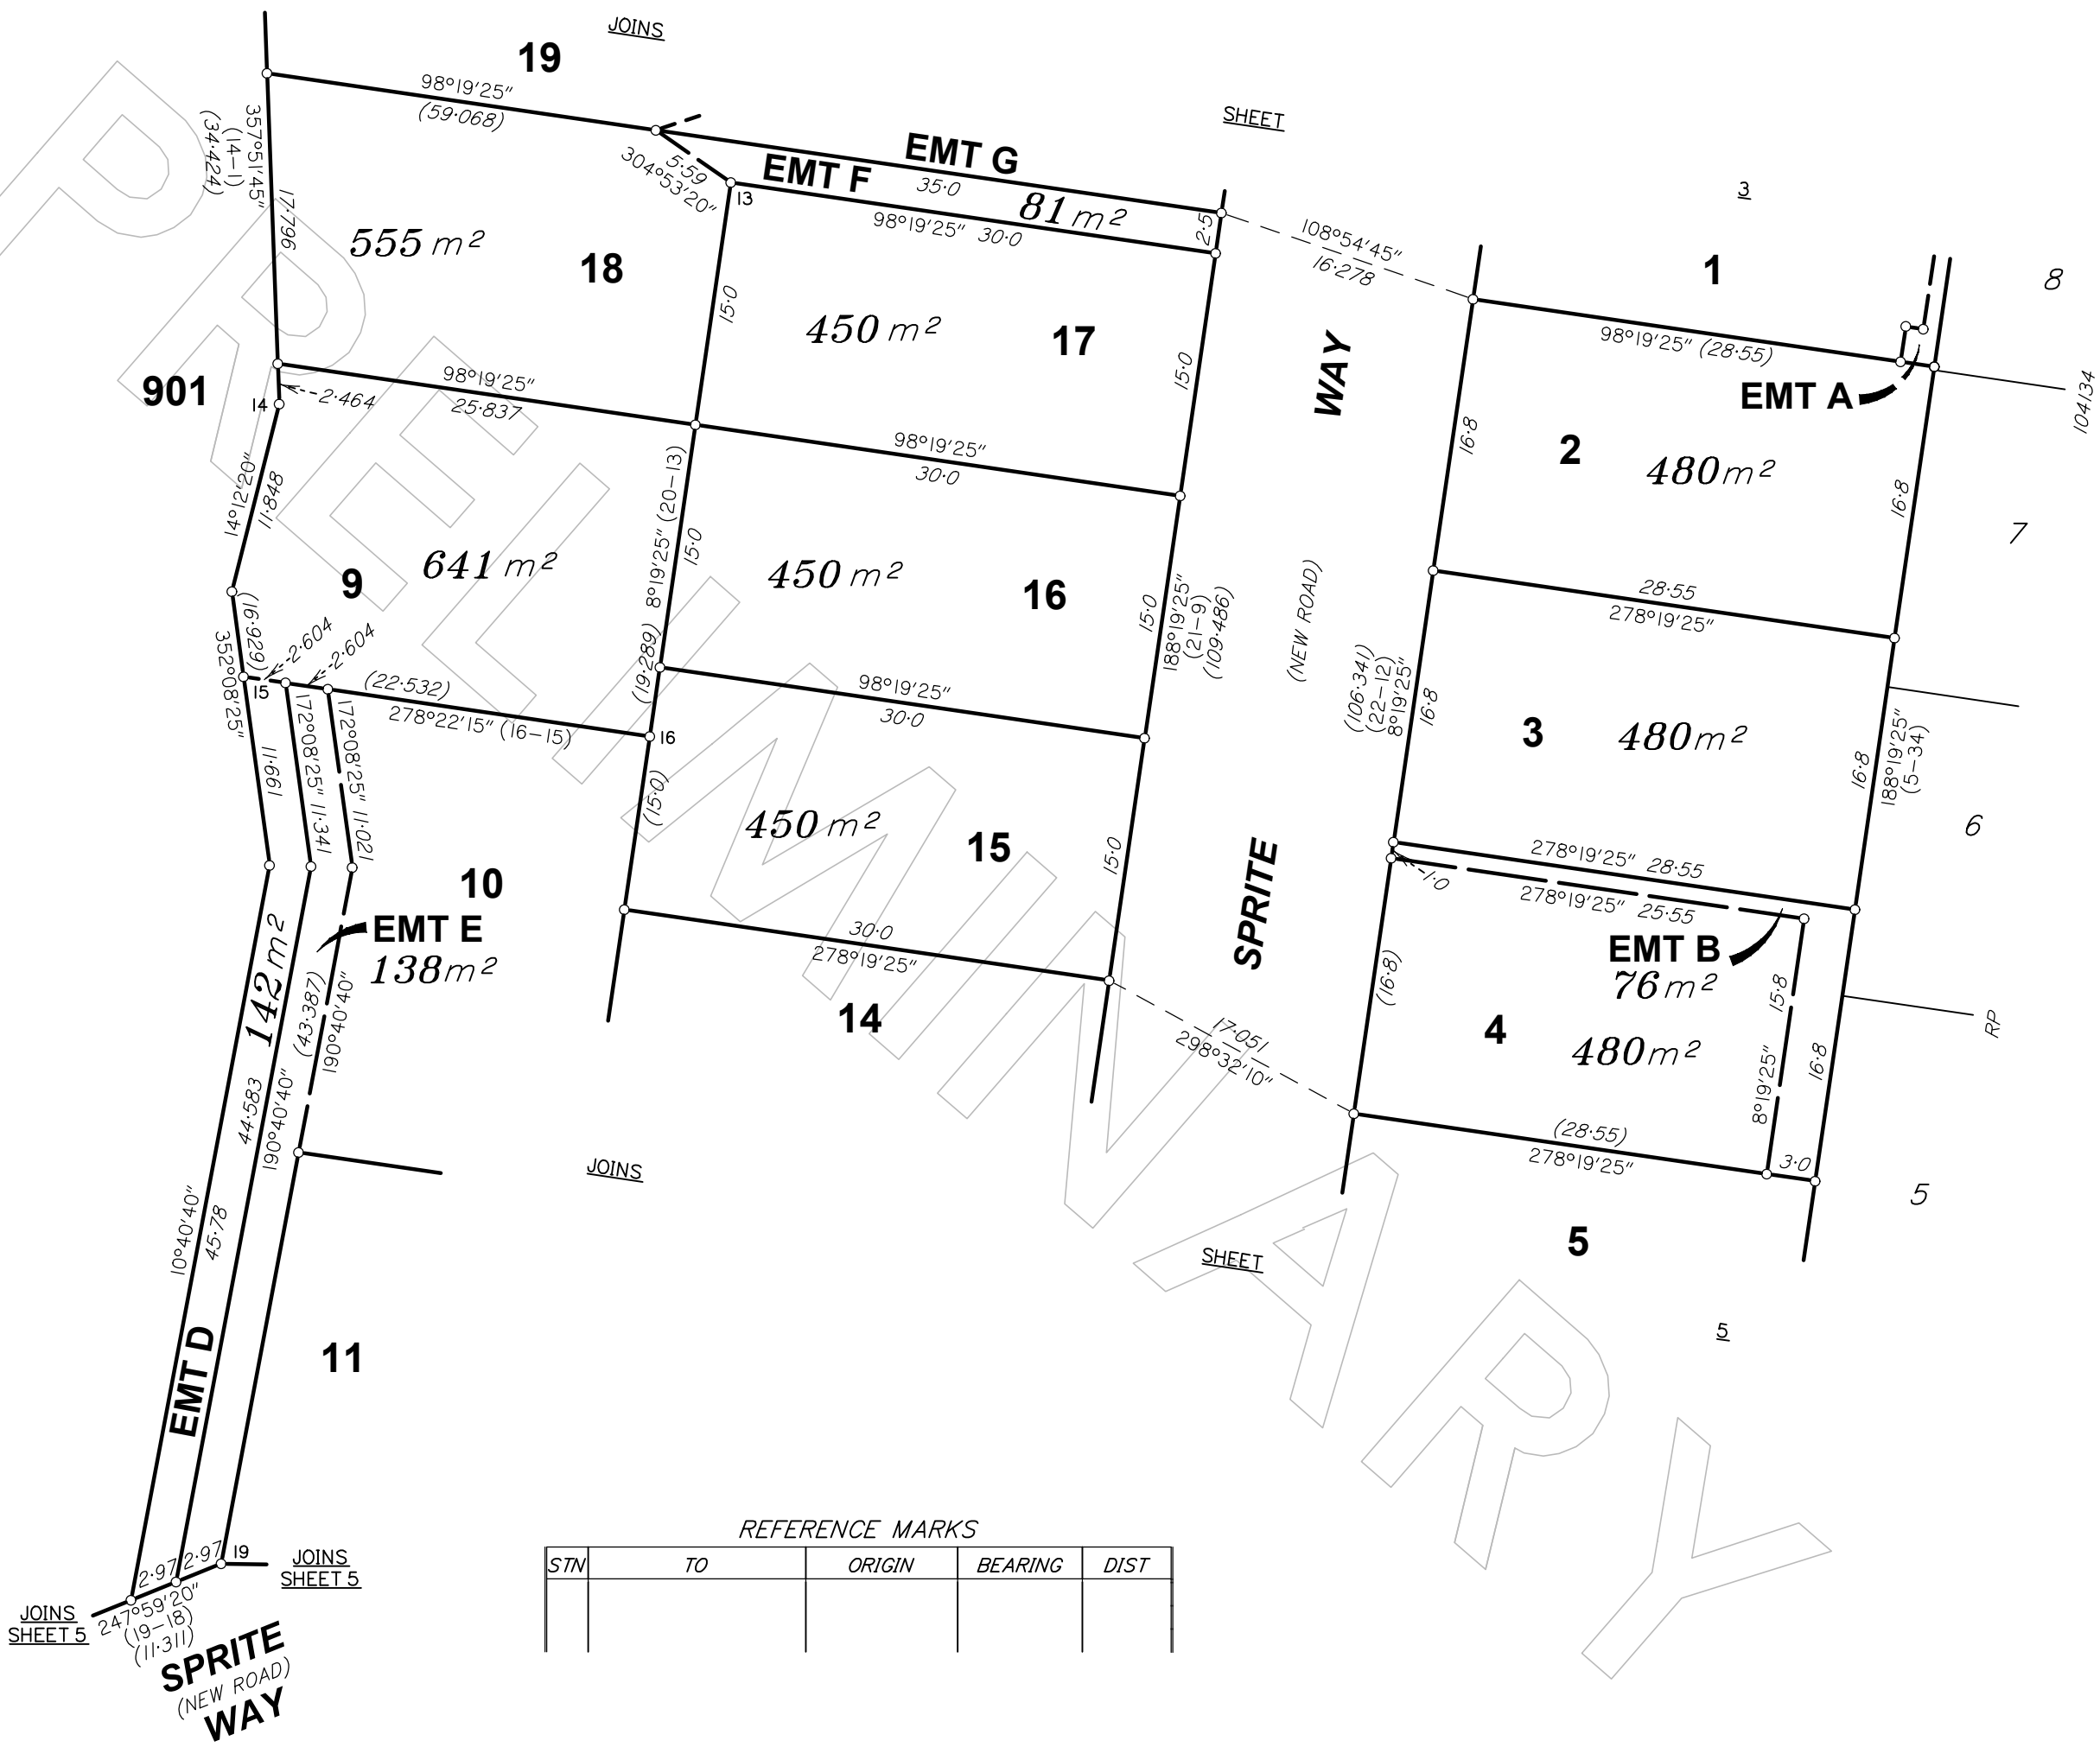 JOINS
19
98°19'25"
(59·068)
SHEET
3
357°51'45"
(14-1)
(34·424)
17·796
5·59
304°53'20"
13
EMT G
EMT F
35·0
81 m²
98°19'25" 30·0
2·5
108°54'45"
16·278
1
8
555 m²
18
15·0
450 m²
17
15·0
WAY
98°19'25" (28·55)
EMT A
104134
901
14
2·464
98°19'25"
25·837
98°19'25"
30·0
16·8
2
480m²
16·8
7
14°12'20"
11·848
9
641 m²
8°19'25" (20-13)
15·0
(19·289)
450 m²
16
15·0
188°19'25"
(21-9)
(109·486)
(NEW ROAD)
28·55
278°19'25"
(16·929)
352°08'25"
2·604
2·604
15
(22·532)
278°22'15" (16-15)
16
98°19'25"
30·0
(106·341)
(22-12)
8°19'25"
16·8
3
480m²
16·8
188°19'25"
(5-34)
6
11·661
172°08'25" 11·341
172°08'25" 11·021
(15·0)
450 m²
15
15·0
SPRITE
278°19'25" 28·55
1·0
278°19'25" 25·55
10
EMT E
138m²
142 m²
(43·387)
190°40'40"
30·0
278°19'25"
14
17·051
298°32'10"
(16·8)
EMT B
76 m²
15·8
4
480m²
8°19'25"
16·8
RP
44·583
190°40'40"
JOINS
(28·55)
278°19'25"
3·0
5
10°40'40"
45·78
SHEET
5
5
EMT D
11
REFERENCE MARKS
STN TO ORIGIN BEARING DIST
2·97 2·97
19
JOINS
SHEET 5
JOINS
SHEET 5
247°59'20"
(19-18)
(11·311)
SPRITE
(NEW ROAD)
WAY
PRELIMINARY